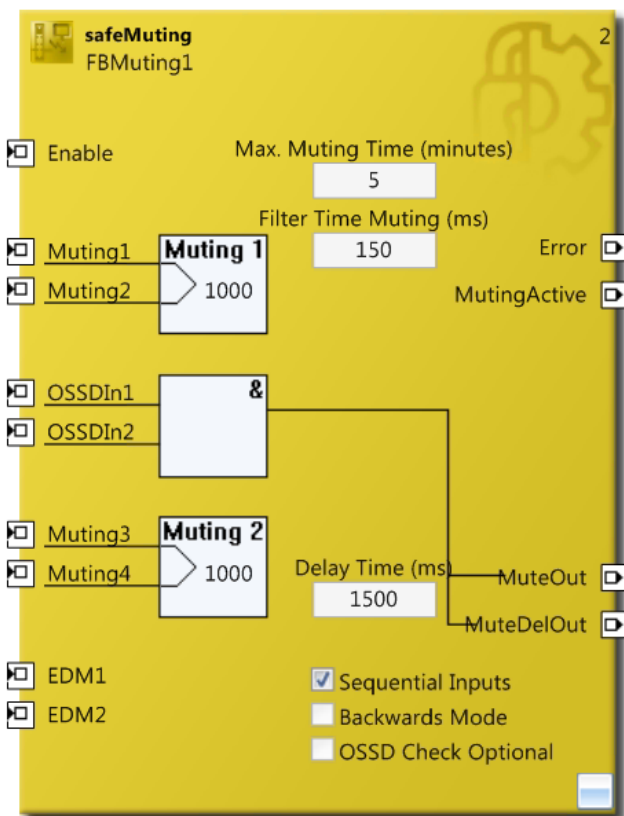 safeMuting
2
FBMuting1
Enable
Max. Muting Time (minutes)
5
Filter Time Muting (ms)
150
Muting1
Muting2
Muting 1
1000
Error
MutingActive
OSSDIn1
OSSDIn2
&
Muting3
Muting4
Muting 2
1000
Delay Time (ms)
1500
MuteOut
MuteDelOut
EDM1
EDM2
Sequential Inputs
Backwards Mode
OSSD Check Optional